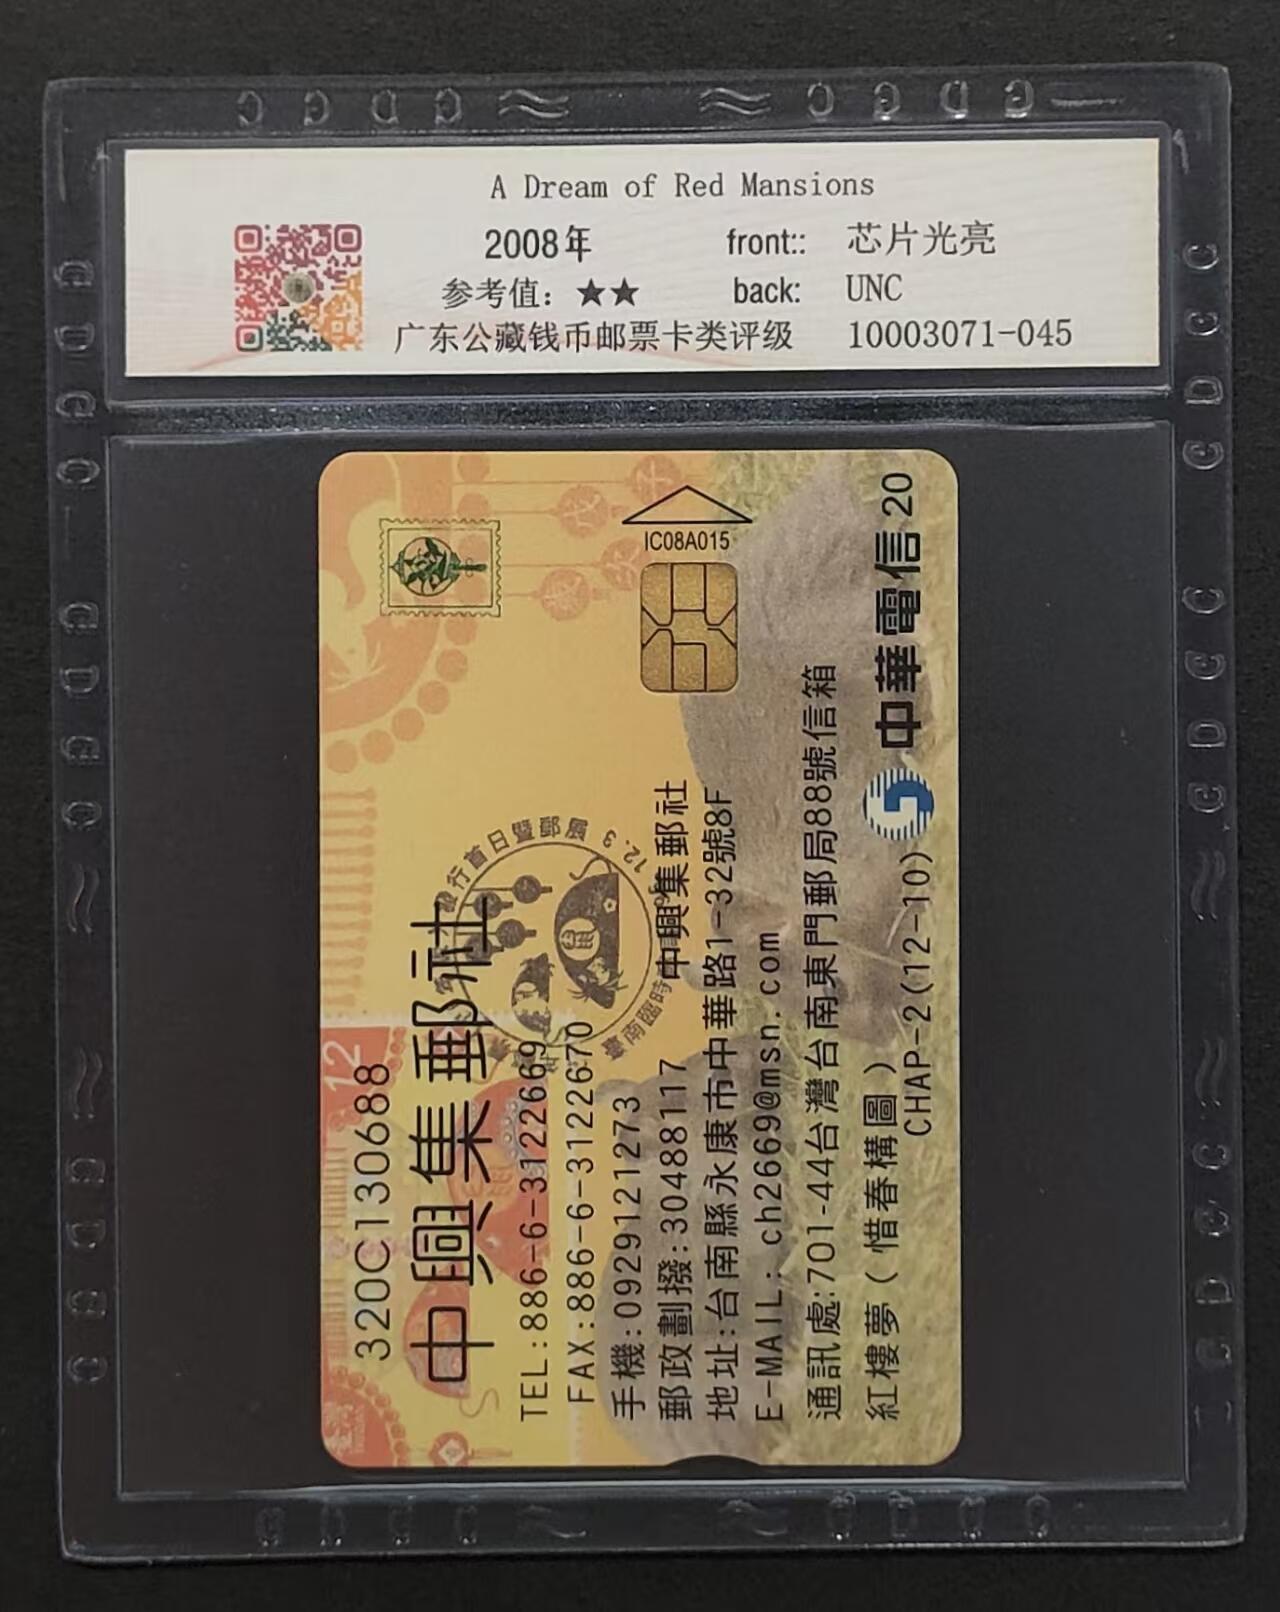 A Dream of Red Mansions
2008年 front:: 芯片光亮
参考值：★★ back: UNC
广东公藏钱币邮票卡类评级 10003071-045
IC08A015
中華電信 20
320C130688
中興集郵社
TEL:886-6-3122669
FAX:886-6-3122670
手機:0929121273
中興集郵社
郵政劃撥:30488117
地址:台南縣永康市中華路1-32號8F
E-MAIL: ch2669@msn.com
通訊處:701-44台灣台南東門郵局88號信箱
紅樓夢(惜春構圖)
CHAP-2(12-10)
12